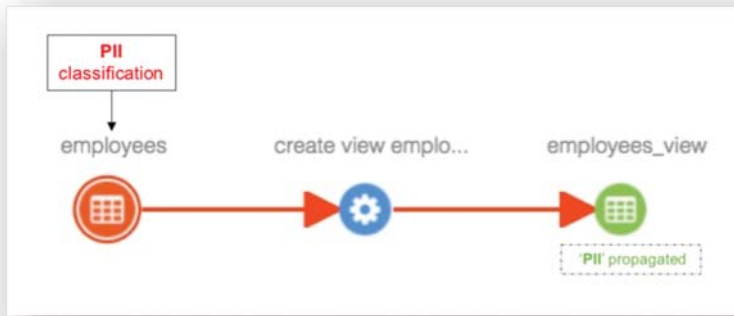 PII
classification
employees
create view emplo...
employees_view
'PII' propagated